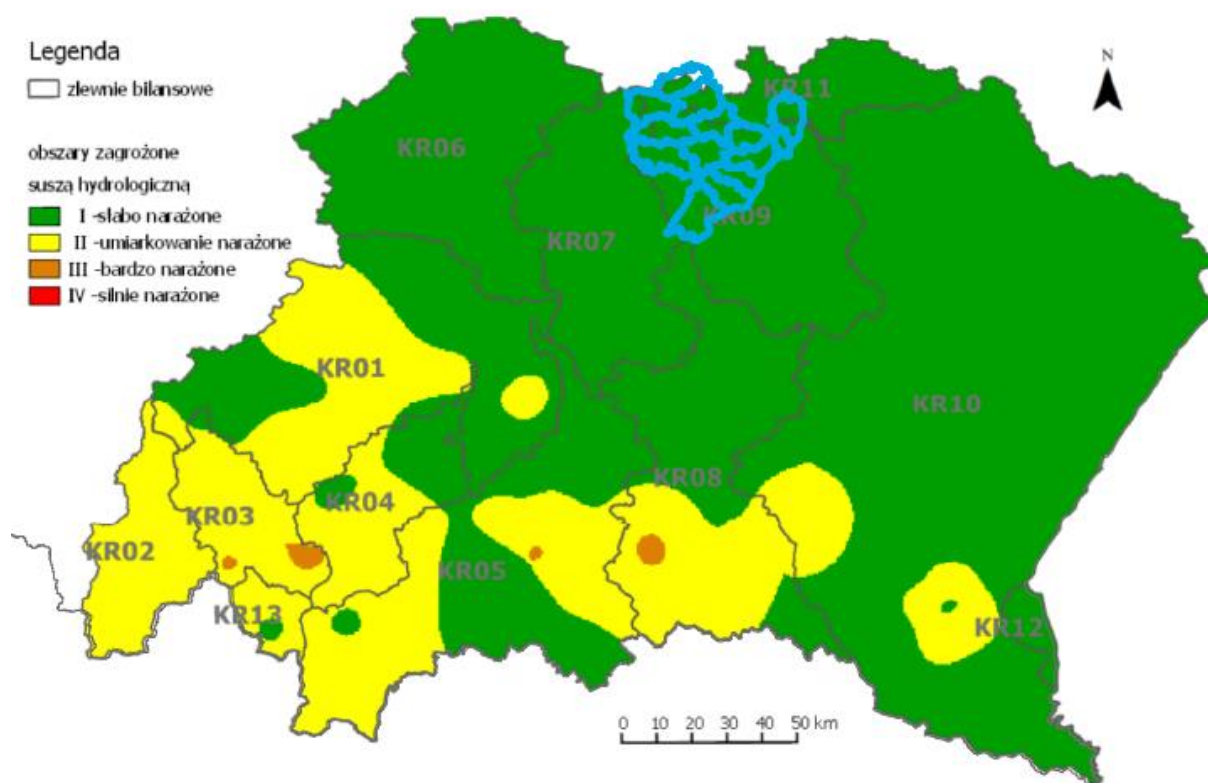 Legenda
zlewnie bilansowe
obszary zagrożone
suszą hydrologiczną
I -słabo narażone
II -umiarkowanie narażone
III -bardzo narażone
IV -silnie narażone
N
KR11
KR06
KR09
KR07
KR01
KR10
KR08
KR04
KR03
KR02
KR05
KR13
KR12
0 10 20 30 40 50 km